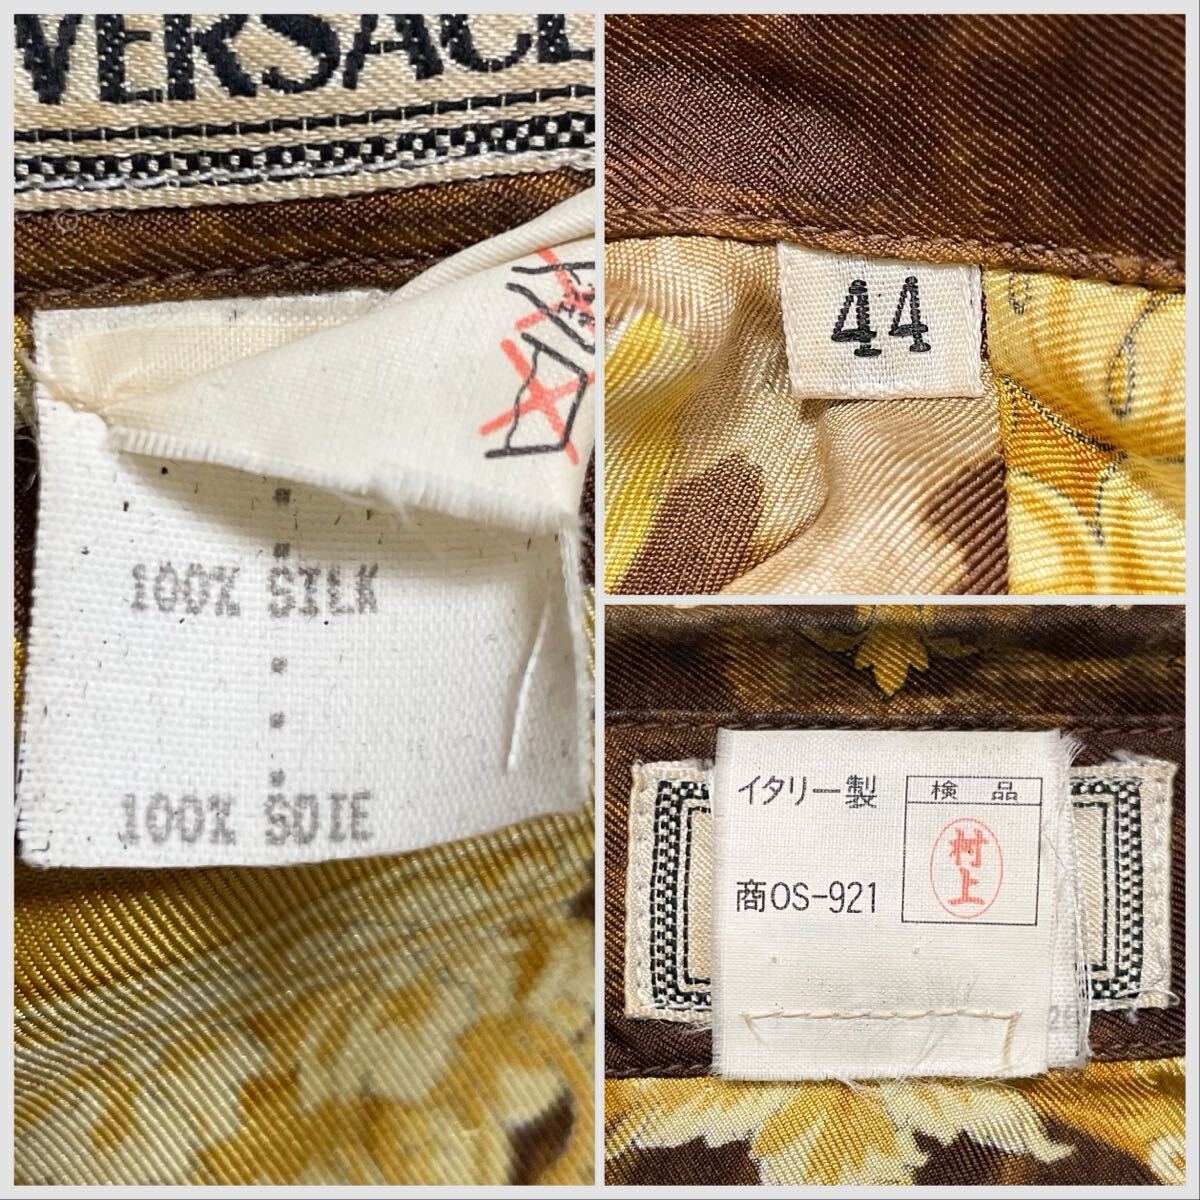 VERSACE
100% SILK
100% SOIE
44
イタリー製
検 品
村上
商OS-921